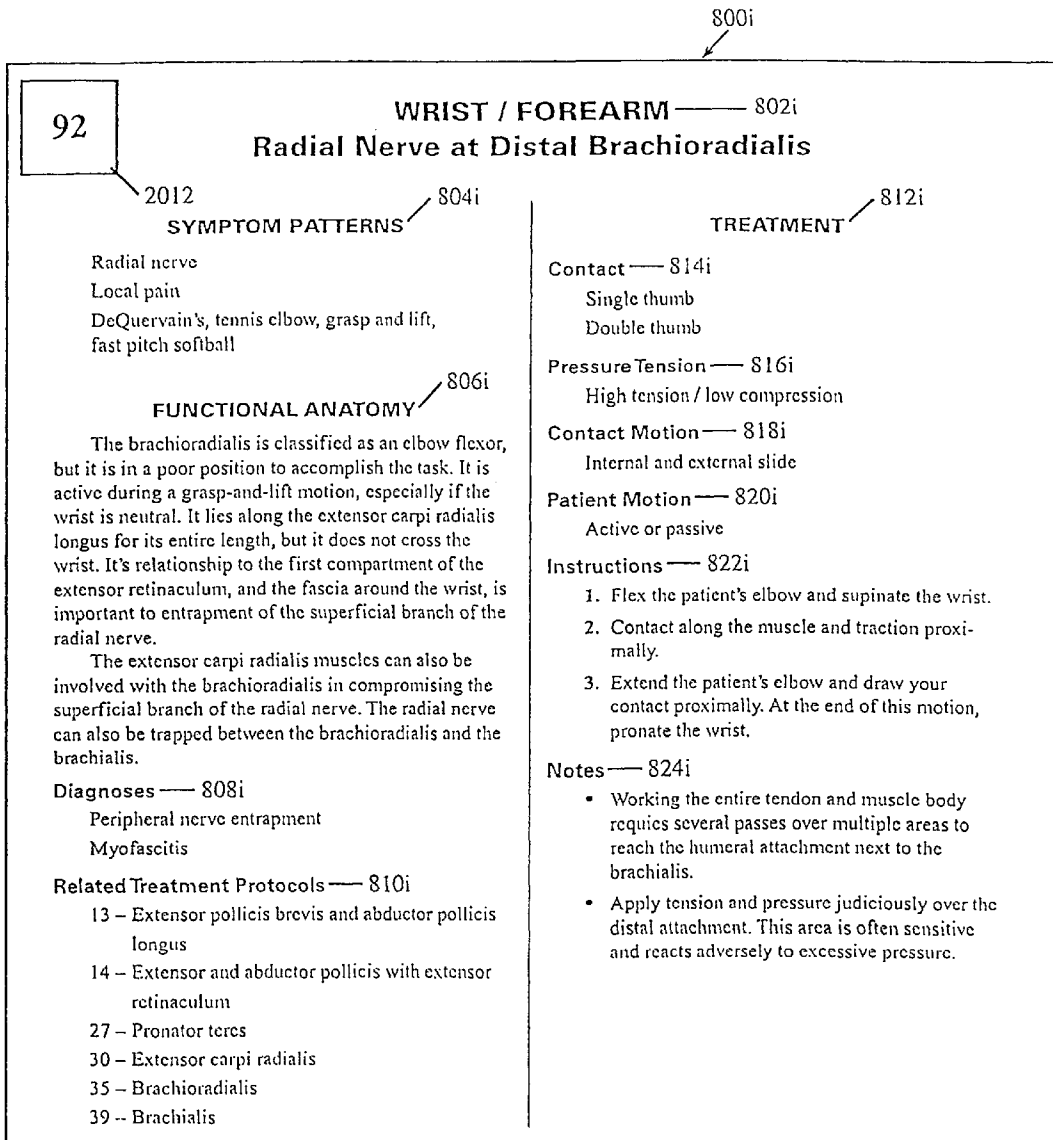 800i
92
WRIST / FOREARM — 802i
Radial Nerve at Distal Brachioradialis
2012
804i
SYMPTOM PATTERNS
Radial nerve
Local pain
DeQuervain's, tennis elbow, grasp and lift,
fast pitch softball
806i
FUNCTIONAL ANATOMY
The brachioradialis is classified as an elbow flexor,
but it is in a poor position to accomplish the task. It is
active during a grasp-and-lift motion, especially if the
wrist is neutral. It lies along the extensor carpi radialis
longus for its entire length, but it does not cross the
wrist. It's relationship to the first compartment of the
extensor retinaculum, and the fascia around the wrist, is
important to entrapment of the superficial branch of the
radial nerve.
The extensor carpi radialis muscles can also be
involved with the brachioradialis in compromising the
superficial branch of the radial nerve. The radial nerve
can also be trapped between the brachioradialis and the
brachialis.
Diagnoses — 808i
Peripheral nerve entrapment
Myofascitis
Related Treatment Protocols — 810i
13 – Extensor pollicis brevis and abductor pollicis
longus
14 – Extensor and abductor pollicis with extensor
retinaculum
27 – Pronator teres
30 – Extensor carpi radialis
35 – Brachioradialis
39 -- Brachialis
812i
TREATMENT
Contact — 814i
Single thumb
Double thumb
Pressure Tension — 816i
High tension / low compression
Contact Motion — 818i
Internal and external slide
Patient Motion — 820i
Active or passive
Instructions — 822i
1. Flex the patient's elbow and supinate the wrist.
2. Contact along the muscle and traction proxi-
mally.
3. Extend the patient's elbow and draw your
contact proximally. At the end of this motion,
pronate the wrist.
Notes — 824i
• Working the entire tendon and muscle body
requies several passes over multiple areas to
reach the humeral attachment next to the
brachialis.
• Apply tension and pressure judiciously over the
distal attachment. This area is often sensitive
and reacts adversely to excessive pressure.